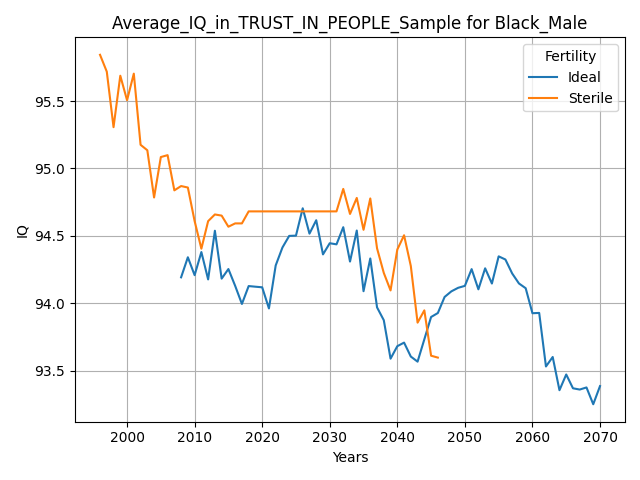 Average_IQ_in_TRUST_IN_PEOPLE_Sample for Black_Male
Fertility
Ideal
Sterile
IQ
95.5
95.0
94.5
94.0
93.5
2000 2010 2020 2030 2040 2050 2060 2070
Years